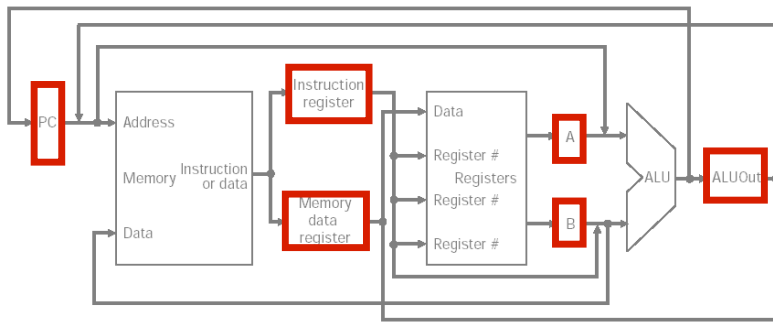 PC
Address
Memory
Instruction
or data
Data
Instruction
register
Memory
data
register
Data
Register #
Registers
Register #
Register #
A
B
ALU
ALUOut